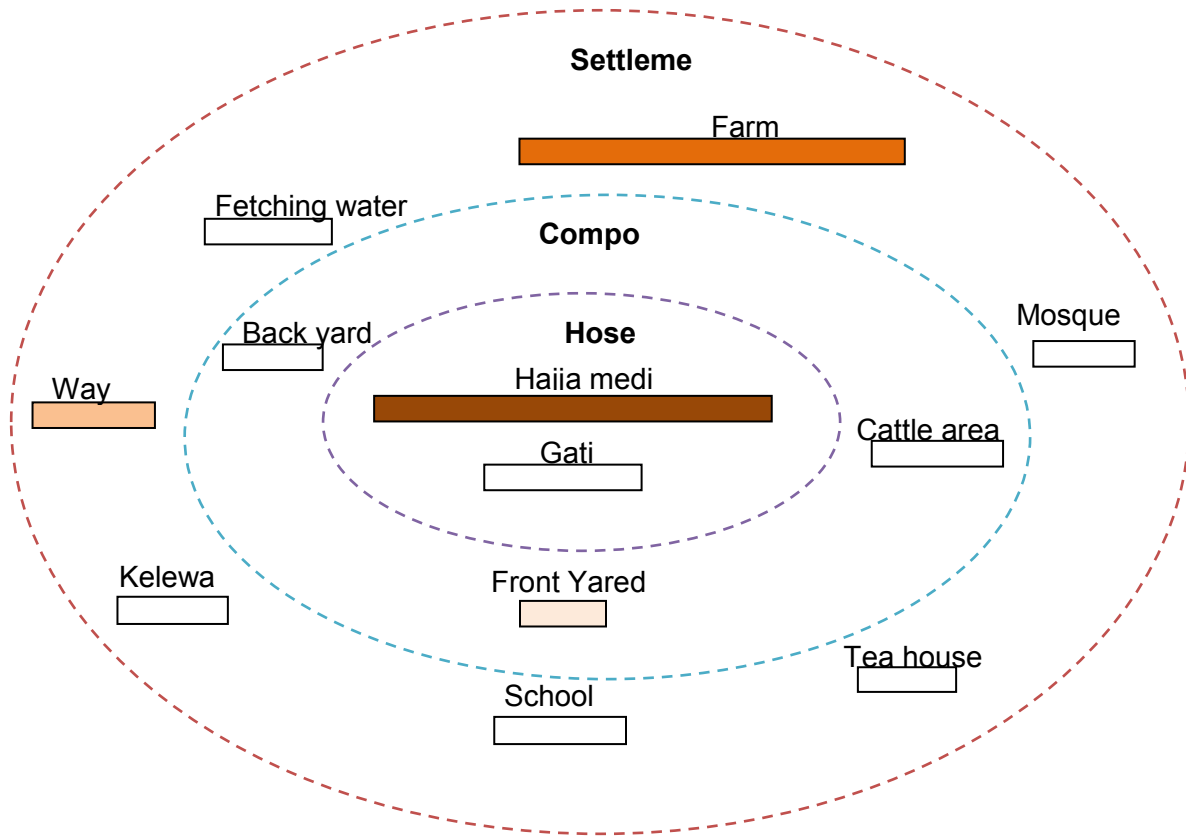 Settleme
Farm
Fetching water
Compo
Mosque
Back yard
Hose
Way
Hajja medi
Cattle area
Gati
Kelewa
Front Yared
Tea house
School